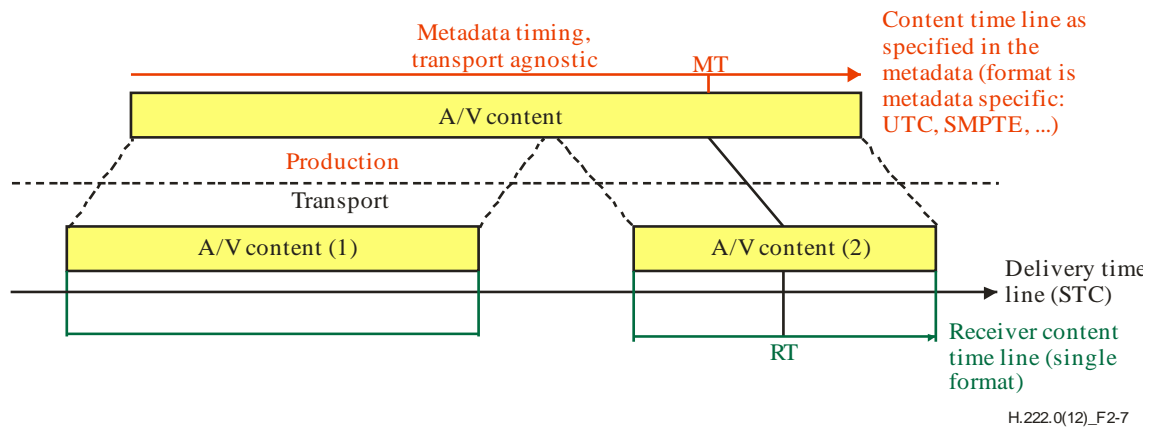 Metadata timing,
transport agnostic
MT
Content time line as
specified in the
metadata (format is
metadata specific:
UTC, SMPTE, ...)
A/V content
Production
Transport
A/V content (1)
A/V content (2)
Delivery time
line (STC)
RT
Receiver content
time line (single
format)
H.222.0(12)_F2-7